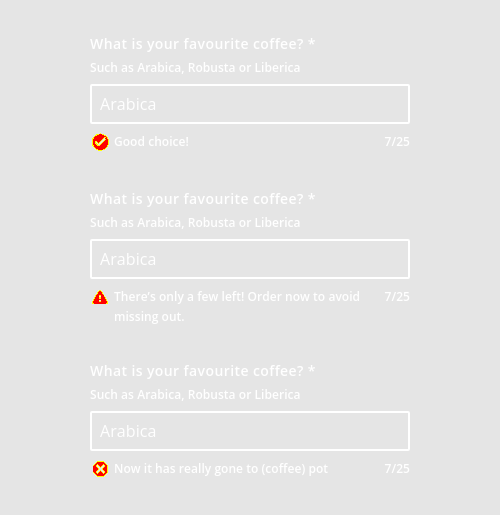 What is your favourite coffee? *
Such as Arabica, Robusta or Liberica
Arabica
Good choice! 7/25
What is your favourite coffee? *
Such as Arabica, Robusta or Liberica
Arabica
There's only a few left! Order now to avoid 7/25
missing out.
What is your favourite coffee? *
Such as Arabica, Robusta or Liberica
Arabica
Now it has really gone to (coffee) pot 7/25